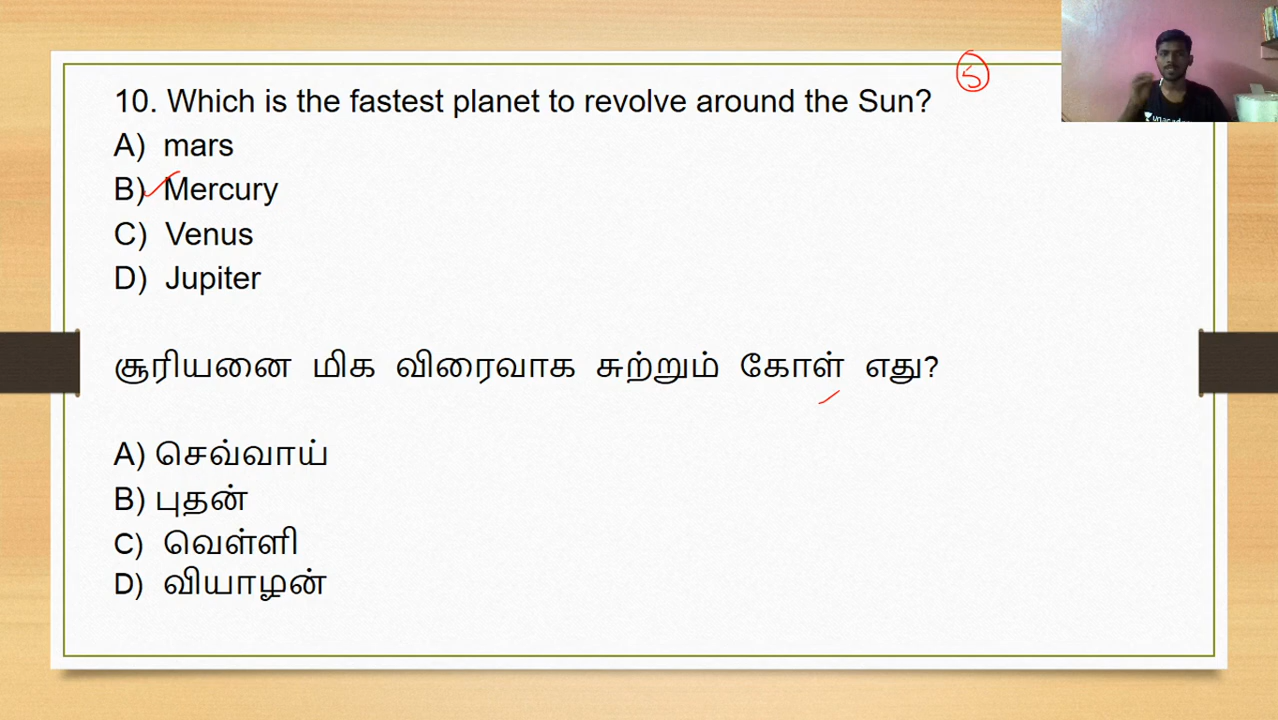 5
10. Which is the fastest planet to revolve around the Sun?
A) mars
B) Mercury
C) Venus
D) Jupiter
சூரியனை மிக விரைவாக சுற்றும் கோள் எது?
A) செவ்வாய்
B) புதன்
C) வெள்ளி
D) வியாழன்